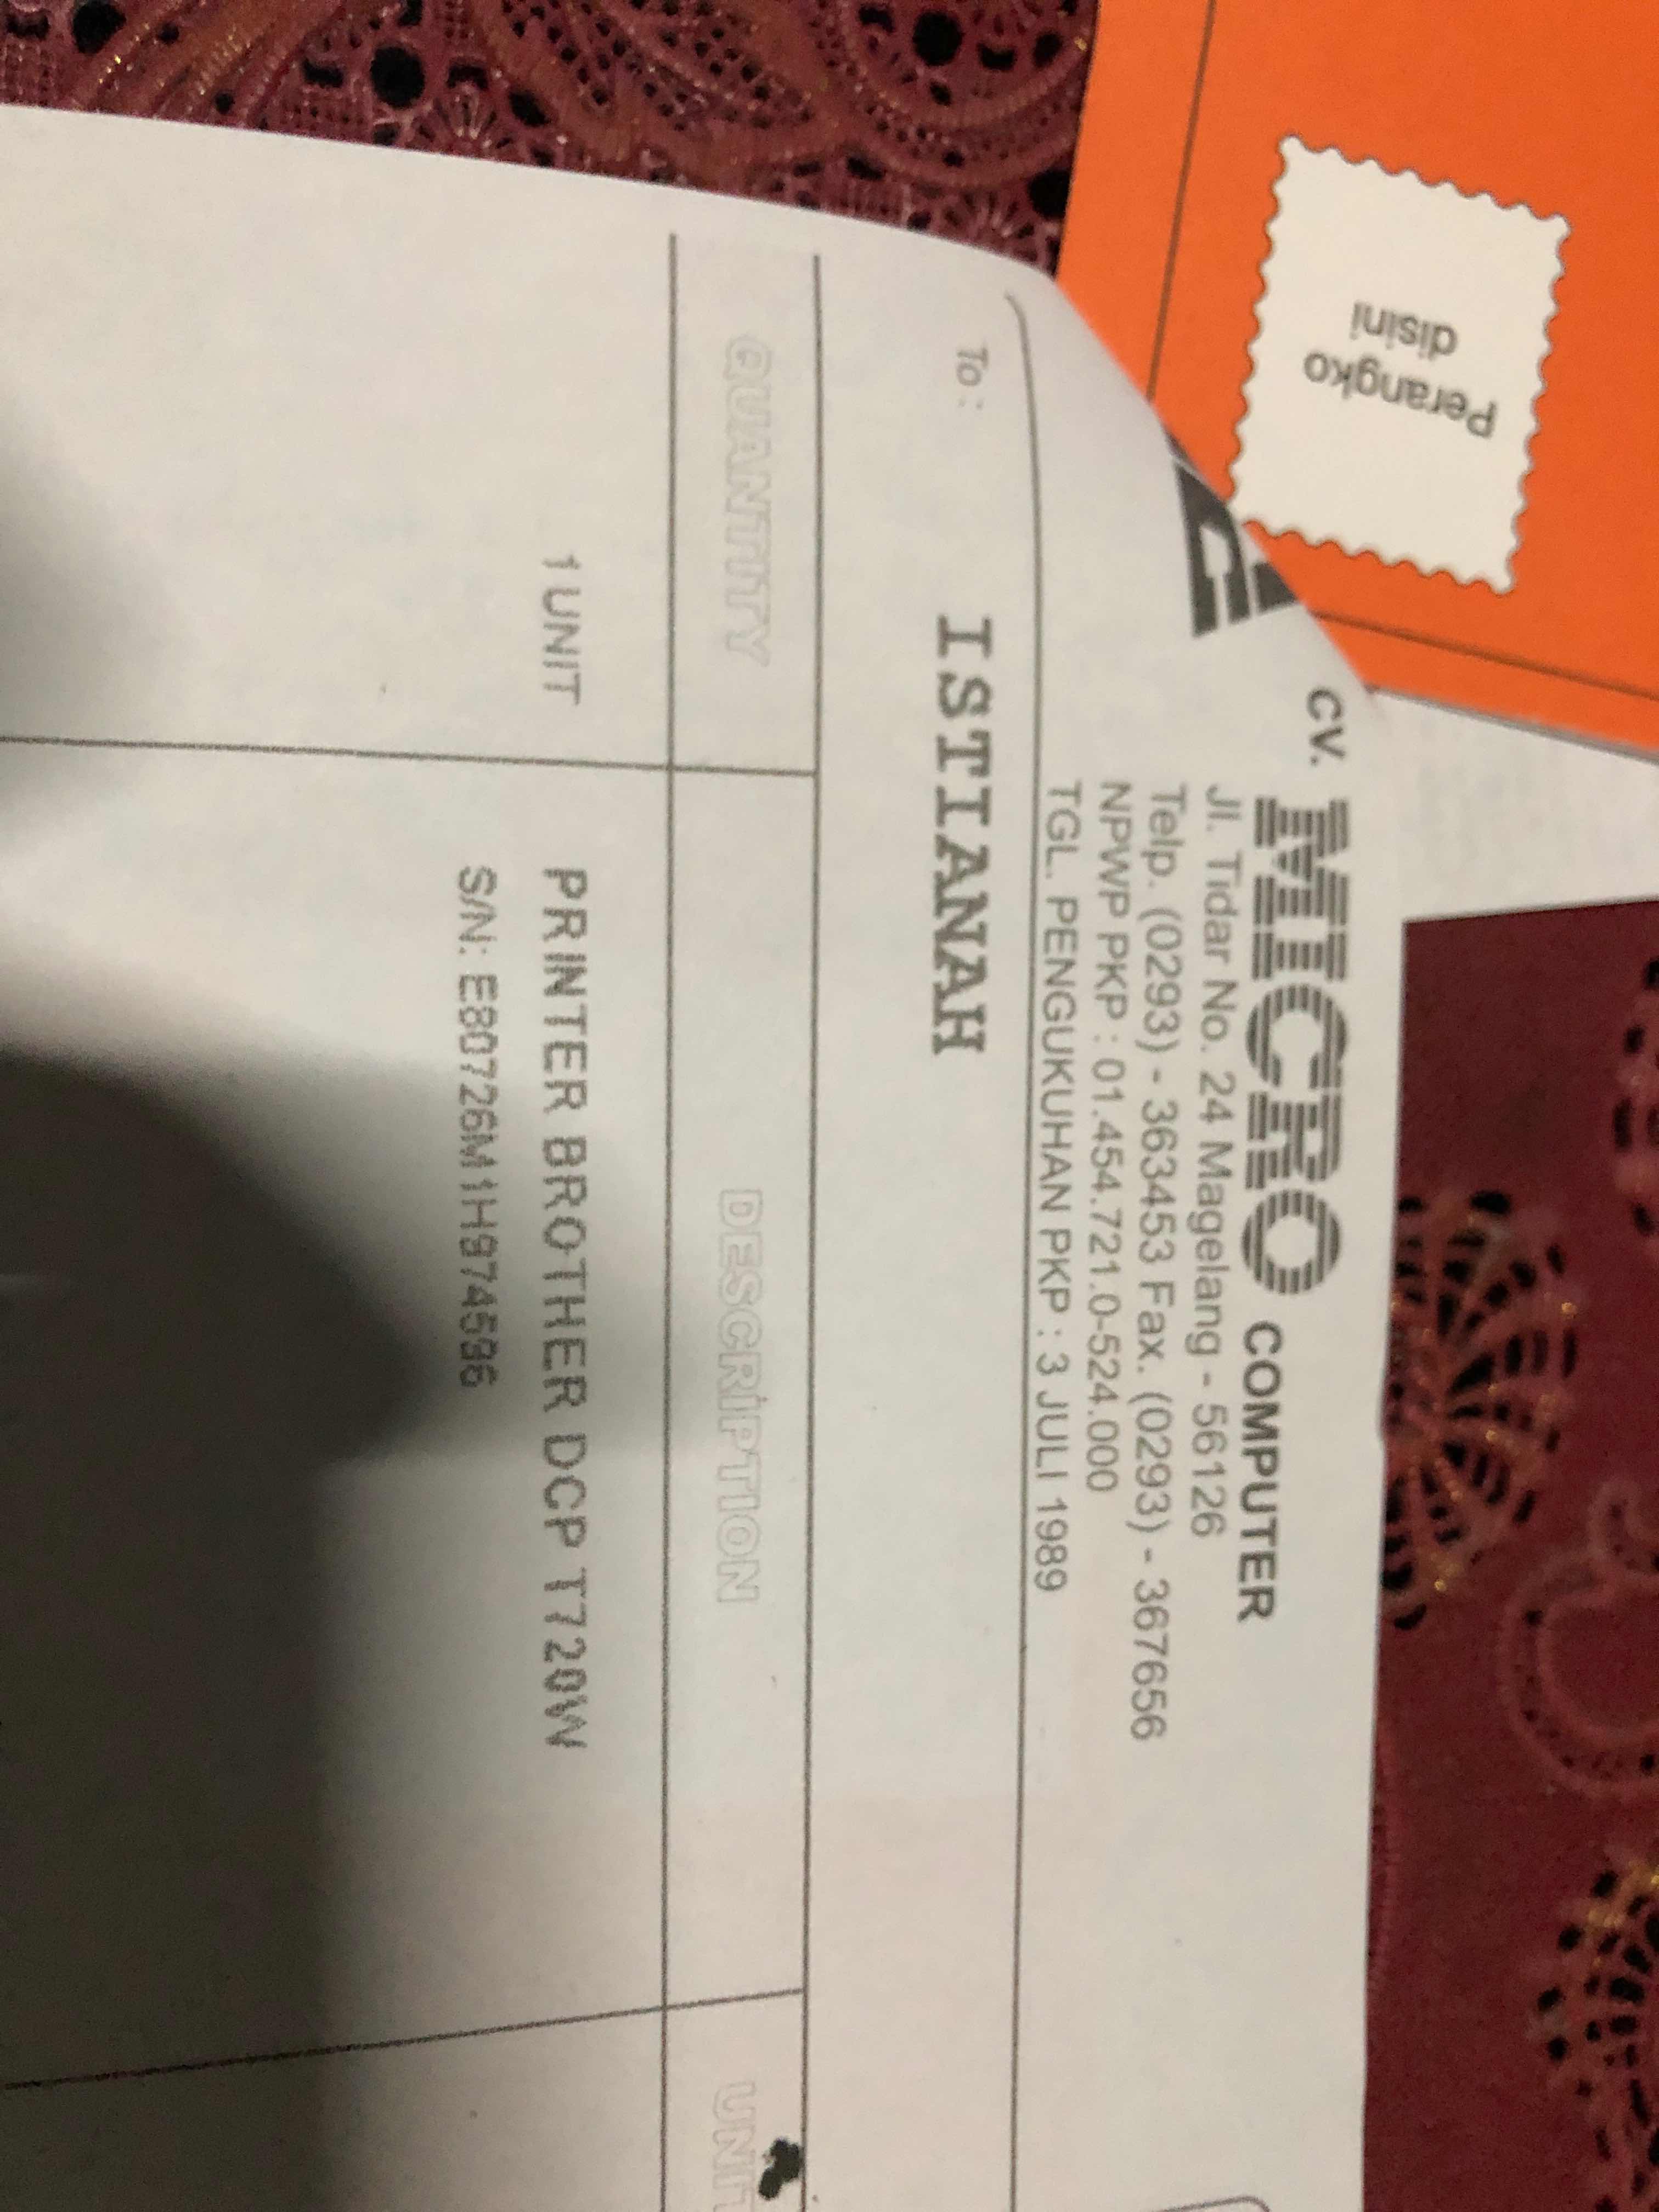 CV. MICRO COMPUTER
Jl. Tidar No. 24 Magelang - 56126
Telp. (0293) - 363453 Fax. (0293) - 367656
NPWP PKP : 01.454.721.0-524.000
TGL. PENGUKUHAN PKP : 3 JULI 1989
To : ISTIANAH
QUANTITY DESCRIPTION UNIT
1 UNIT PRINTER BROTHER DCP T720W
S/N: E80726M1H974596
Perangko
disini